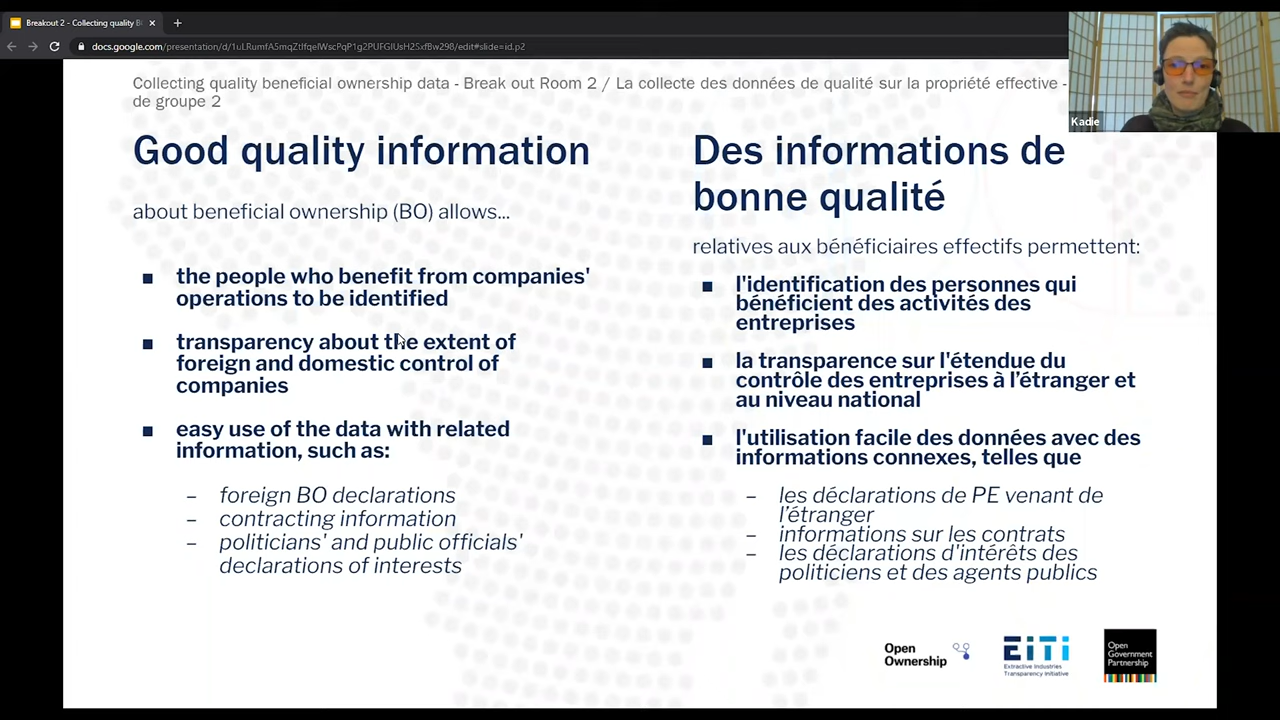 Breakout 2 - Collecting quality B
docs.google.com/presentation/d/1uLRumfA5mqZtIfqelWscPqP1g2PUFGIUsH2SxfBw298/edit#slide=id.p2
Kadie
Collecting quality beneficial ownership data - Break out Room 2 / La collecte des données de qualité sur la propriété effective -
de groupe 2
Good quality information
about beneficial ownership (BO) allows...
the people who benefit from companies'
operations to be identified
transparency about the extent of
foreign and domestic control of
companies
easy use of the data with related
information, such as:
– foreign BO declarations
– contracting information
– politicians' and public officials'
declarations of interests
Des informations de
bonne qualité
relatives aux bénéficiaires effectifs permettent:
l'identification des personnes qui
bénéficient des activités des
entreprises
la transparence sur l'étendue du
contrôle des entreprises à l’étranger et
au niveau national
l'utilisation facile des données avec des
informations connexes, telles que
– les déclarations de PE venant de
l’étranger
– informations sur les contrats
– les déclarations d'intérêts des
politiciens et des agents publics
Open
Ownership
EITI
Extractive Industries
Transparency Initiative
Open
Government
Partnership